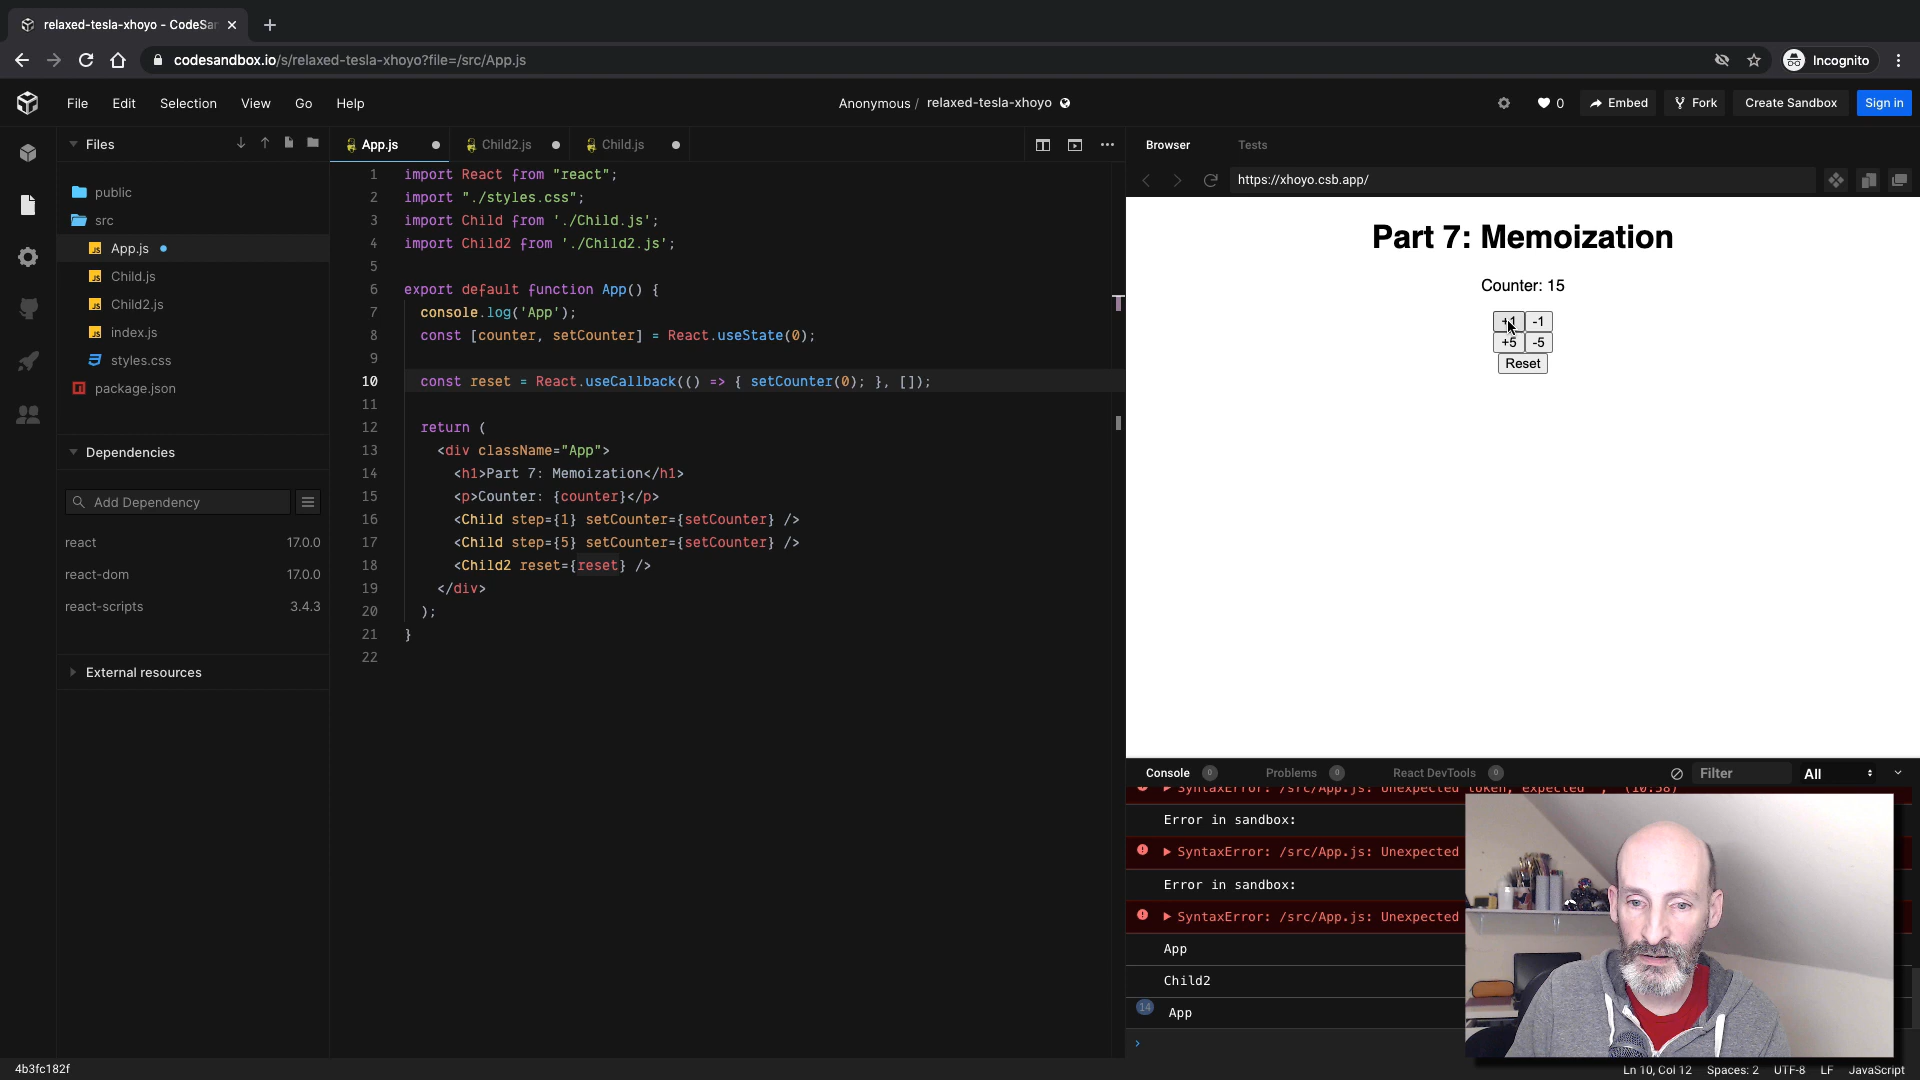 relaxed-tesla-xhoyo - CodeSan
codesandbox.io/s/relaxed-tesla-xhoyo?file=/src/App.js
Incognito
File Edit Selection View Go Help
Anonymous / relaxed-tesla-xhoyo
0 Embed Fork Create Sandbox Sign in
Files
public
src
App.js
Child.js
Child2.js
index.js
styles.css
package.json
Dependencies
Add Dependency
react 17.0.0
react-dom 17.0.0
react-scripts 3.4.3
External resources
App.js Child2.js Child.js
1 import React from "react";
2 import "./styles.css";
3 import Child from './Child.js';
4 import Child2 from './Child2.js';
5
6 export default function App() {
7 console.log('App');
8 const [counter, setCounter] = React.useState(0);
9
10 const reset = React.useCallback(() => { setCounter(0); }, []);
11
12 return (
13 <div className="App">
14 <h1>Part 7: Memoization</h1>
15 <p>Counter: {counter}</p>
16 <Child step={1} setCounter={setCounter} />
17 <Child step={5} setCounter={setCounter} />
18 <Child2 reset={reset} />
19 </div>
20 );
21 }
22
Browser Tests
https://xhoyo.csb.app/
Part 7: Memoization
Counter: 15
+1 -1
+5 -5
Reset
Console 0 Problems 0 React DevTools 0 Filter All
SyntaxError: /src/App.js: Unexpected token, expected
Error in sandbox:
SyntaxError: /src/App.js: Unexpected
Error in sandbox:
SyntaxError: /src/App.js: Unexpected
App
Child2
14 App
4b3fc182f
Ln 10, Col 12 Spaces: 2 UTF-8 LF JavaScript